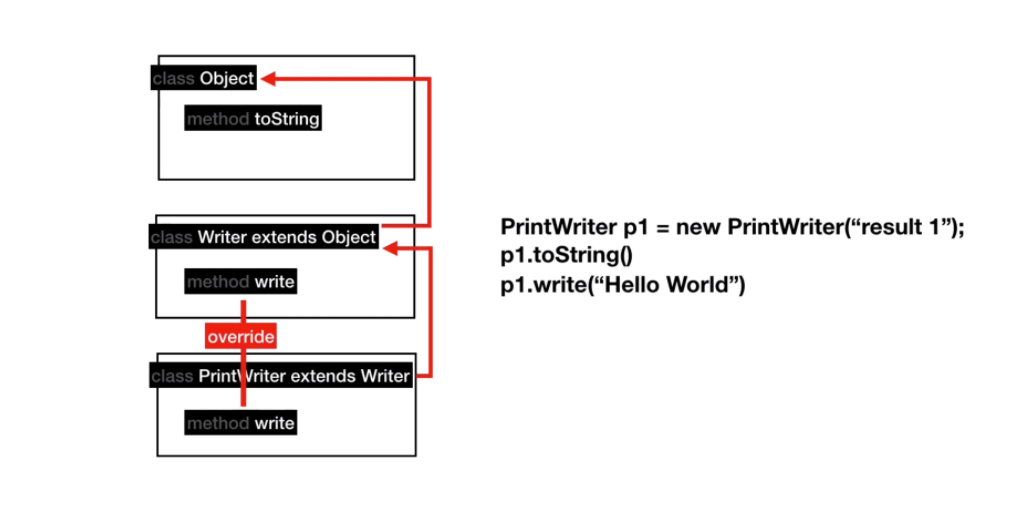 class Object
method toString
class Writer extends Object
method write
override
class PrintWriter extends Writer
method write
PrintWriter p1 = new PrintWriter(“result 1”);
p1.toString()
p1.write(“Hello World”)